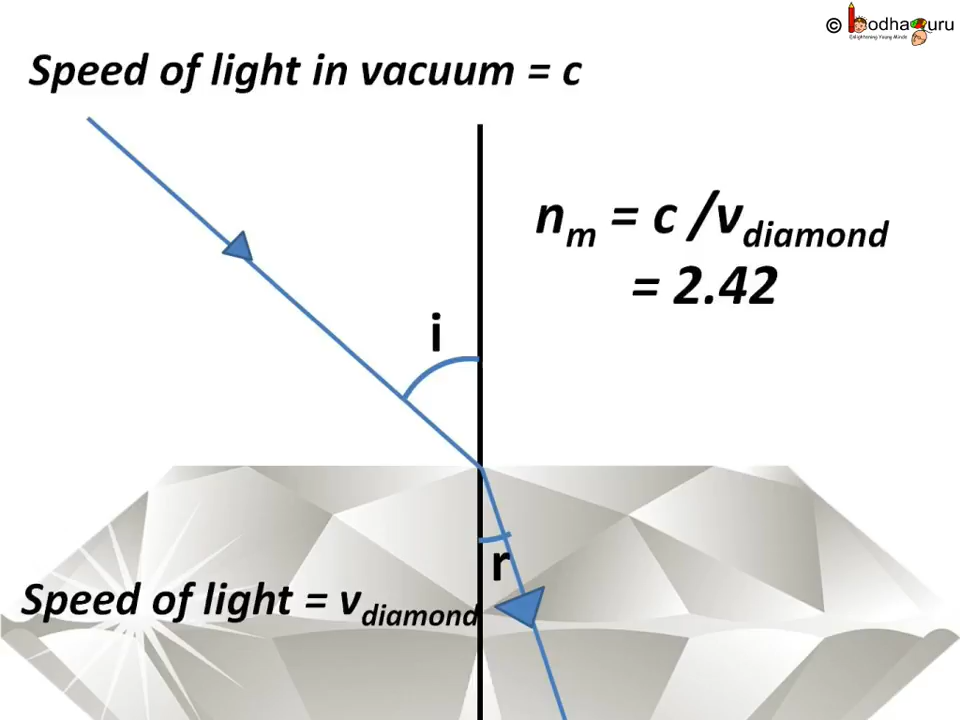 © bodhaguru
Enlightening Young Minds
Speed of light in vacuum = c
n_m = c /v_diamond
= 2.42
i
r
Speed of light = v_diamond